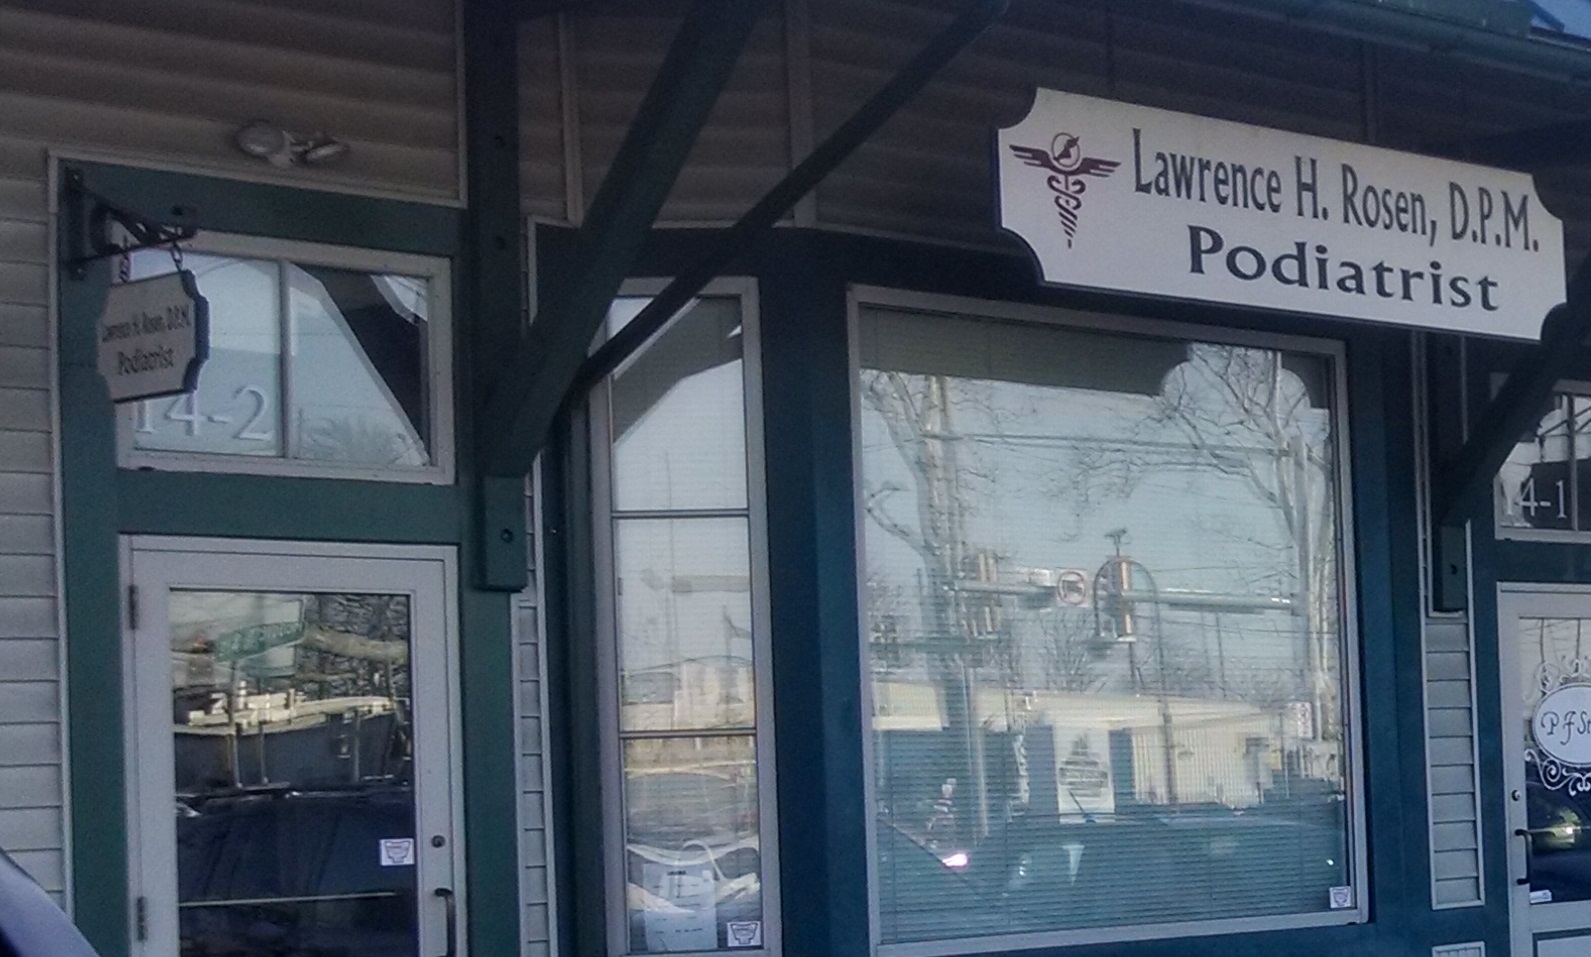 Lawrence H. Rosen, D.P.M.
Podiatrist
Lawrence H. Rosen, D.P.M.
Podiatrist
14-2
14-1
P J